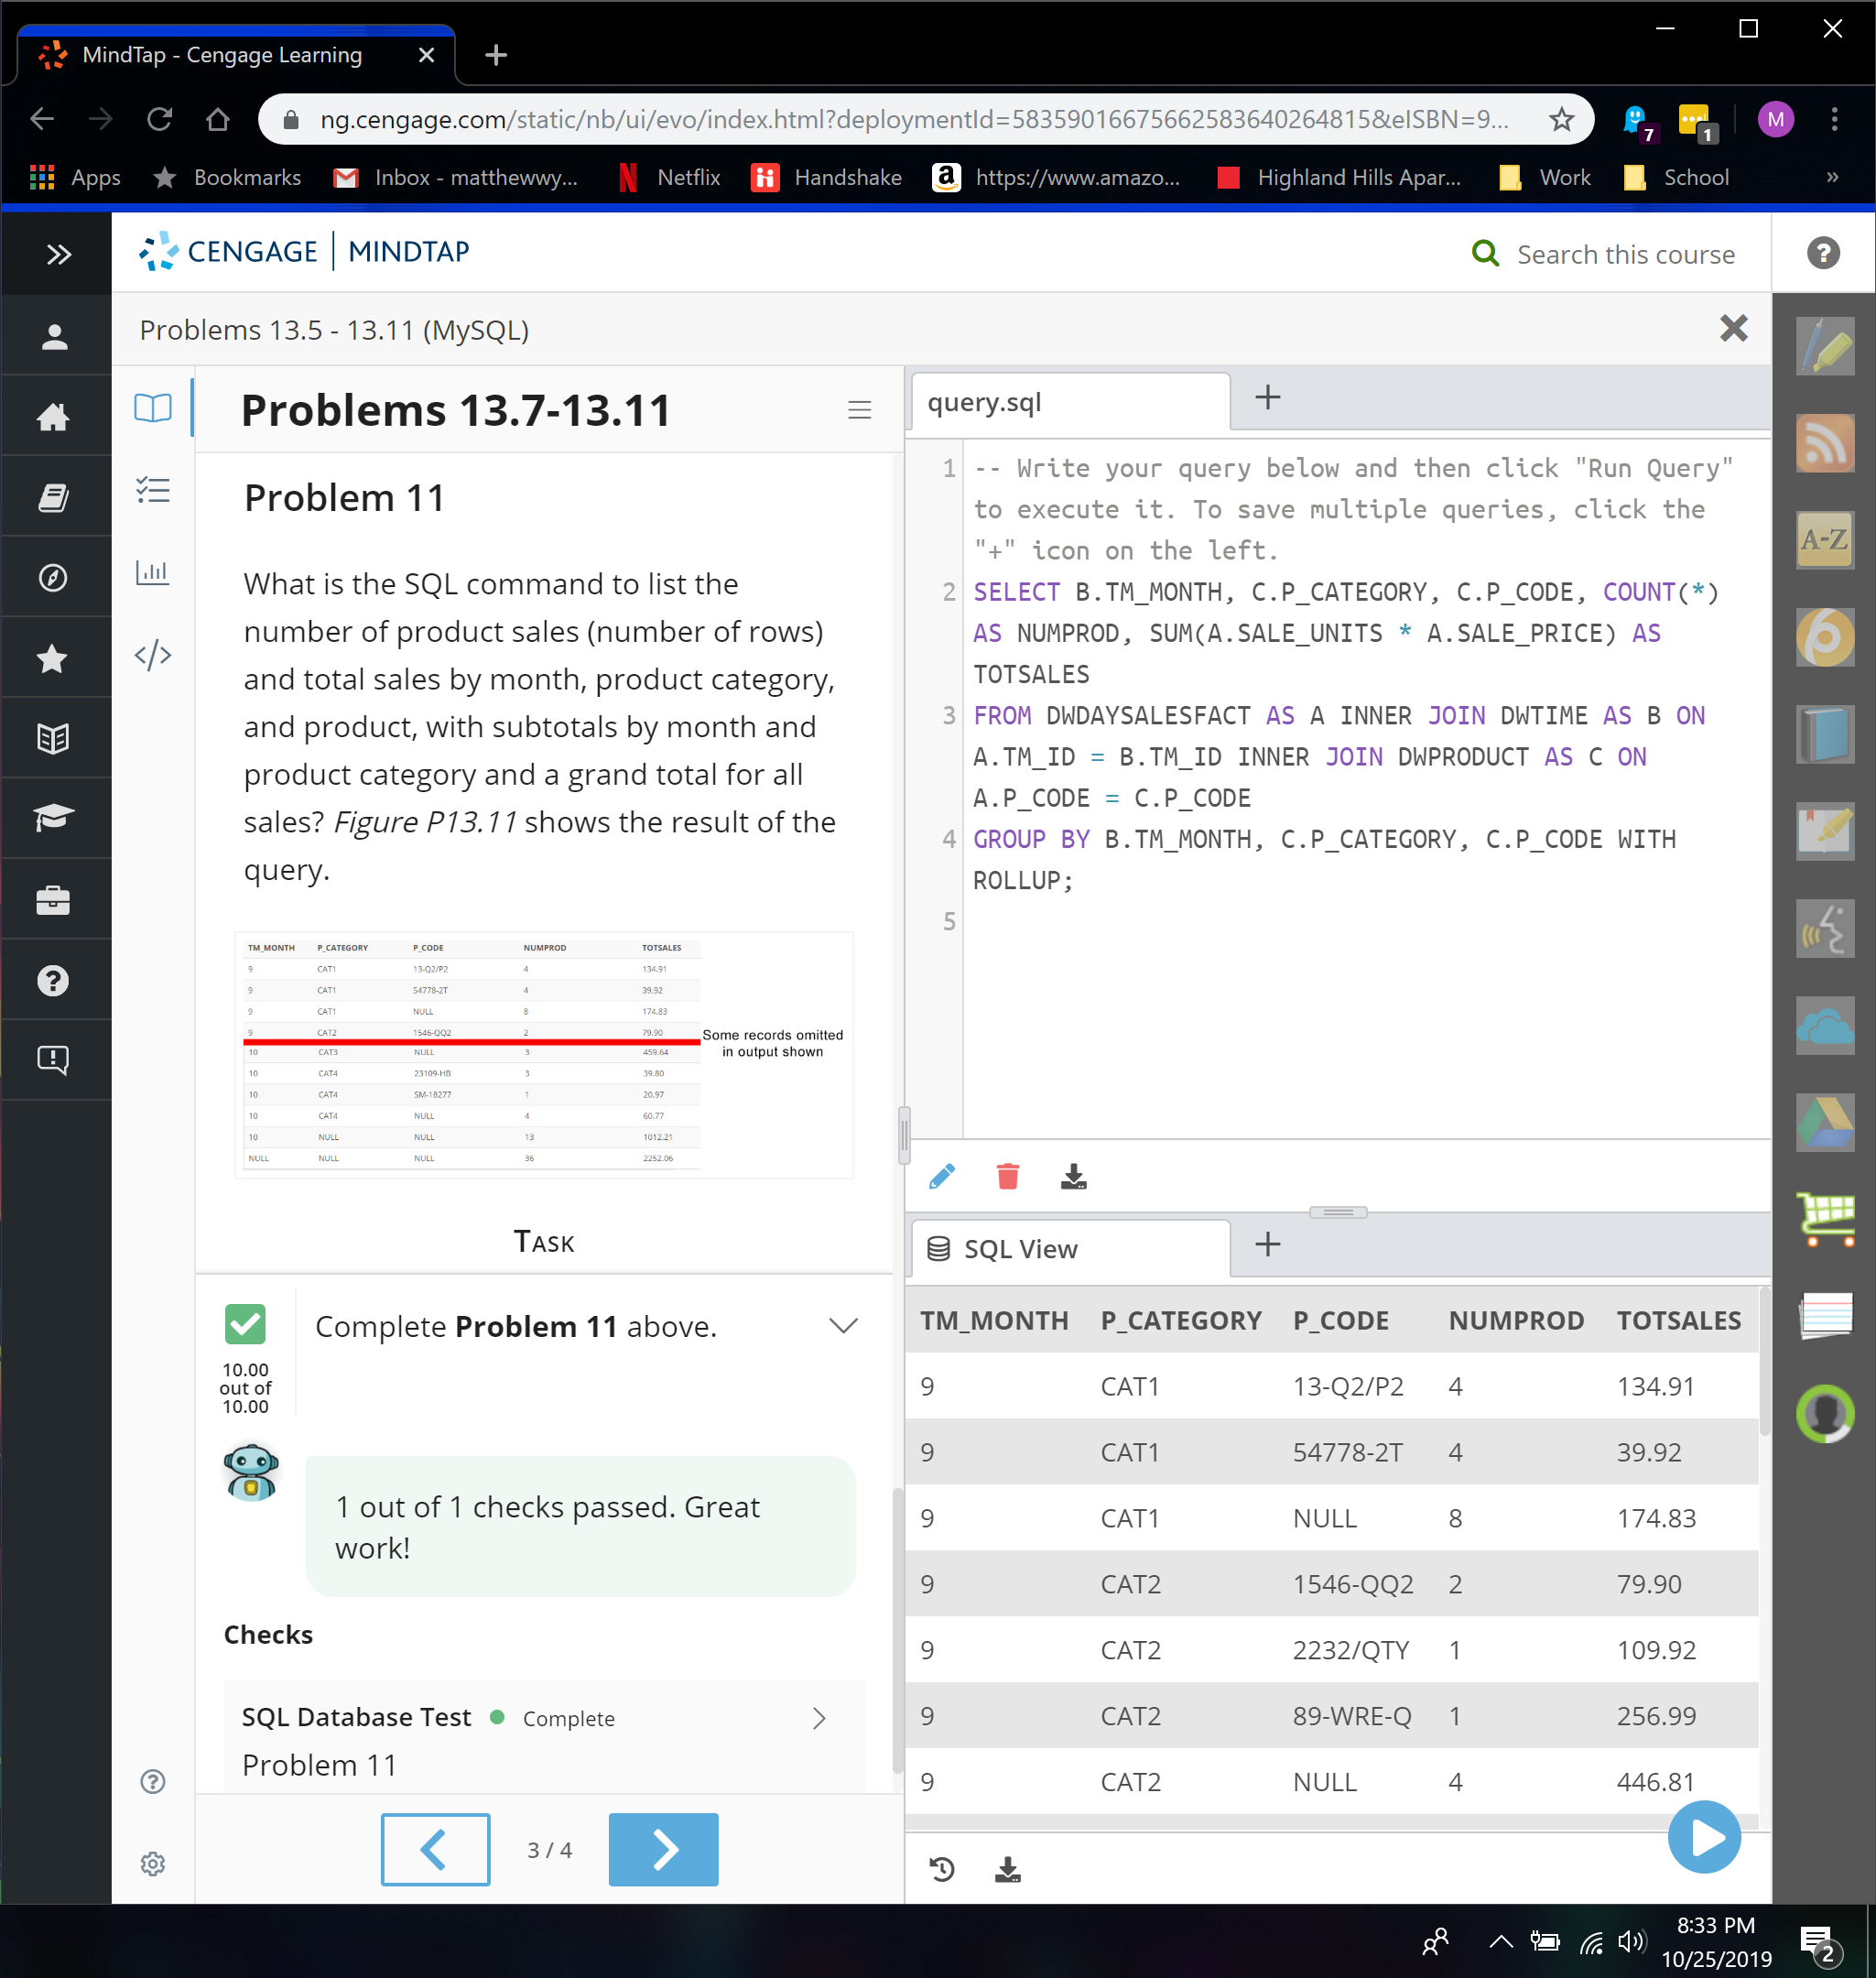 MindTap - Cengage Learning
ng.cengage.com/static/nb/ui/evo/index.html?deploymentId=5835901667566258364026­4815&eISBN=9...
7
1
M
Apps
Bookmarks
Inbox - matthewwy...
Netflix
Handshake
https://www.amazo...
Highland Hills Apar...
Work
School
»
CENGAGE | MINDTAP
Search this course
Problems 13.5 - 13.11 (MySQL)
Problems 13.7-13.11
Problem 11
What is the SQL command to list the
number of product sales (number of rows)
and total sales by month, product category,
and product, with subtotals by month and
product category and a grand total for all
sales? Figure P13.11 shows the result of the
query.
TM_MONTH P_CATEGORY P_CODE NUMPROD TOTSALES
9 CAT1 13-Q2/P2 4 134.91
9 CAT1 54778-2T 4 39.92
9 CAT1 NULL 8 174.83
9 CAT2 1546-QQ2 2 79.90
10 CAT3 NULL 3 459.64
10 CAT4 23109-HB 3 39.80
10 CAT4 SM-18277 1 20.97
10 CAT4 NULL 4 60.77
10 NULL NULL 13 1012.21
NULL NULL NULL 36 2252.06
Some records omitted
in output shown
TASK
Complete Problem 11 above.
10.00
out of
10.00
1 out of 1 checks passed. Great
work!
Checks
SQL Database Test Complete
Problem 11
3 / 4
query.sql
1 -- Write your query below and then click "Run Query"
to execute it. To save multiple queries, click the
"+" icon on the left.
2 SELECT B.TM_MONTH, C.P_CATEGORY, C.P_CODE, COUNT(*)
AS NUMPROD, SUM(A.SALE_UNITS * A.SALE_PRICE) AS
TOTSALES
3 FROM DWDAYSALESFACT AS A INNER JOIN DWTIME AS B ON
A.TM_ID = B.TM_ID INNER JOIN DWPRODUCT AS C ON
A.P_CODE = C.P_CODE
4 GROUP BY B.TM_MONTH, C.P_CATEGORY, C.P_CODE WITH
ROLLUP;
5
SQL View
TM_MONTH P_CATEGORY P_CODE NUMPROD TOTSALES
9 CAT1 13-Q2/P2 4 134.91
9 CAT1 54778-2T 4 39.92
9 CAT1 NULL 8 174.83
9 CAT2 1546-QQ2 2 79.90
9 CAT2 2232/QTY 1 109.92
9 CAT2 89-WRE-Q 1 256.99
9 CAT2 NULL 4 446.81
A-Z
8:33 PM
10/25/2019
2